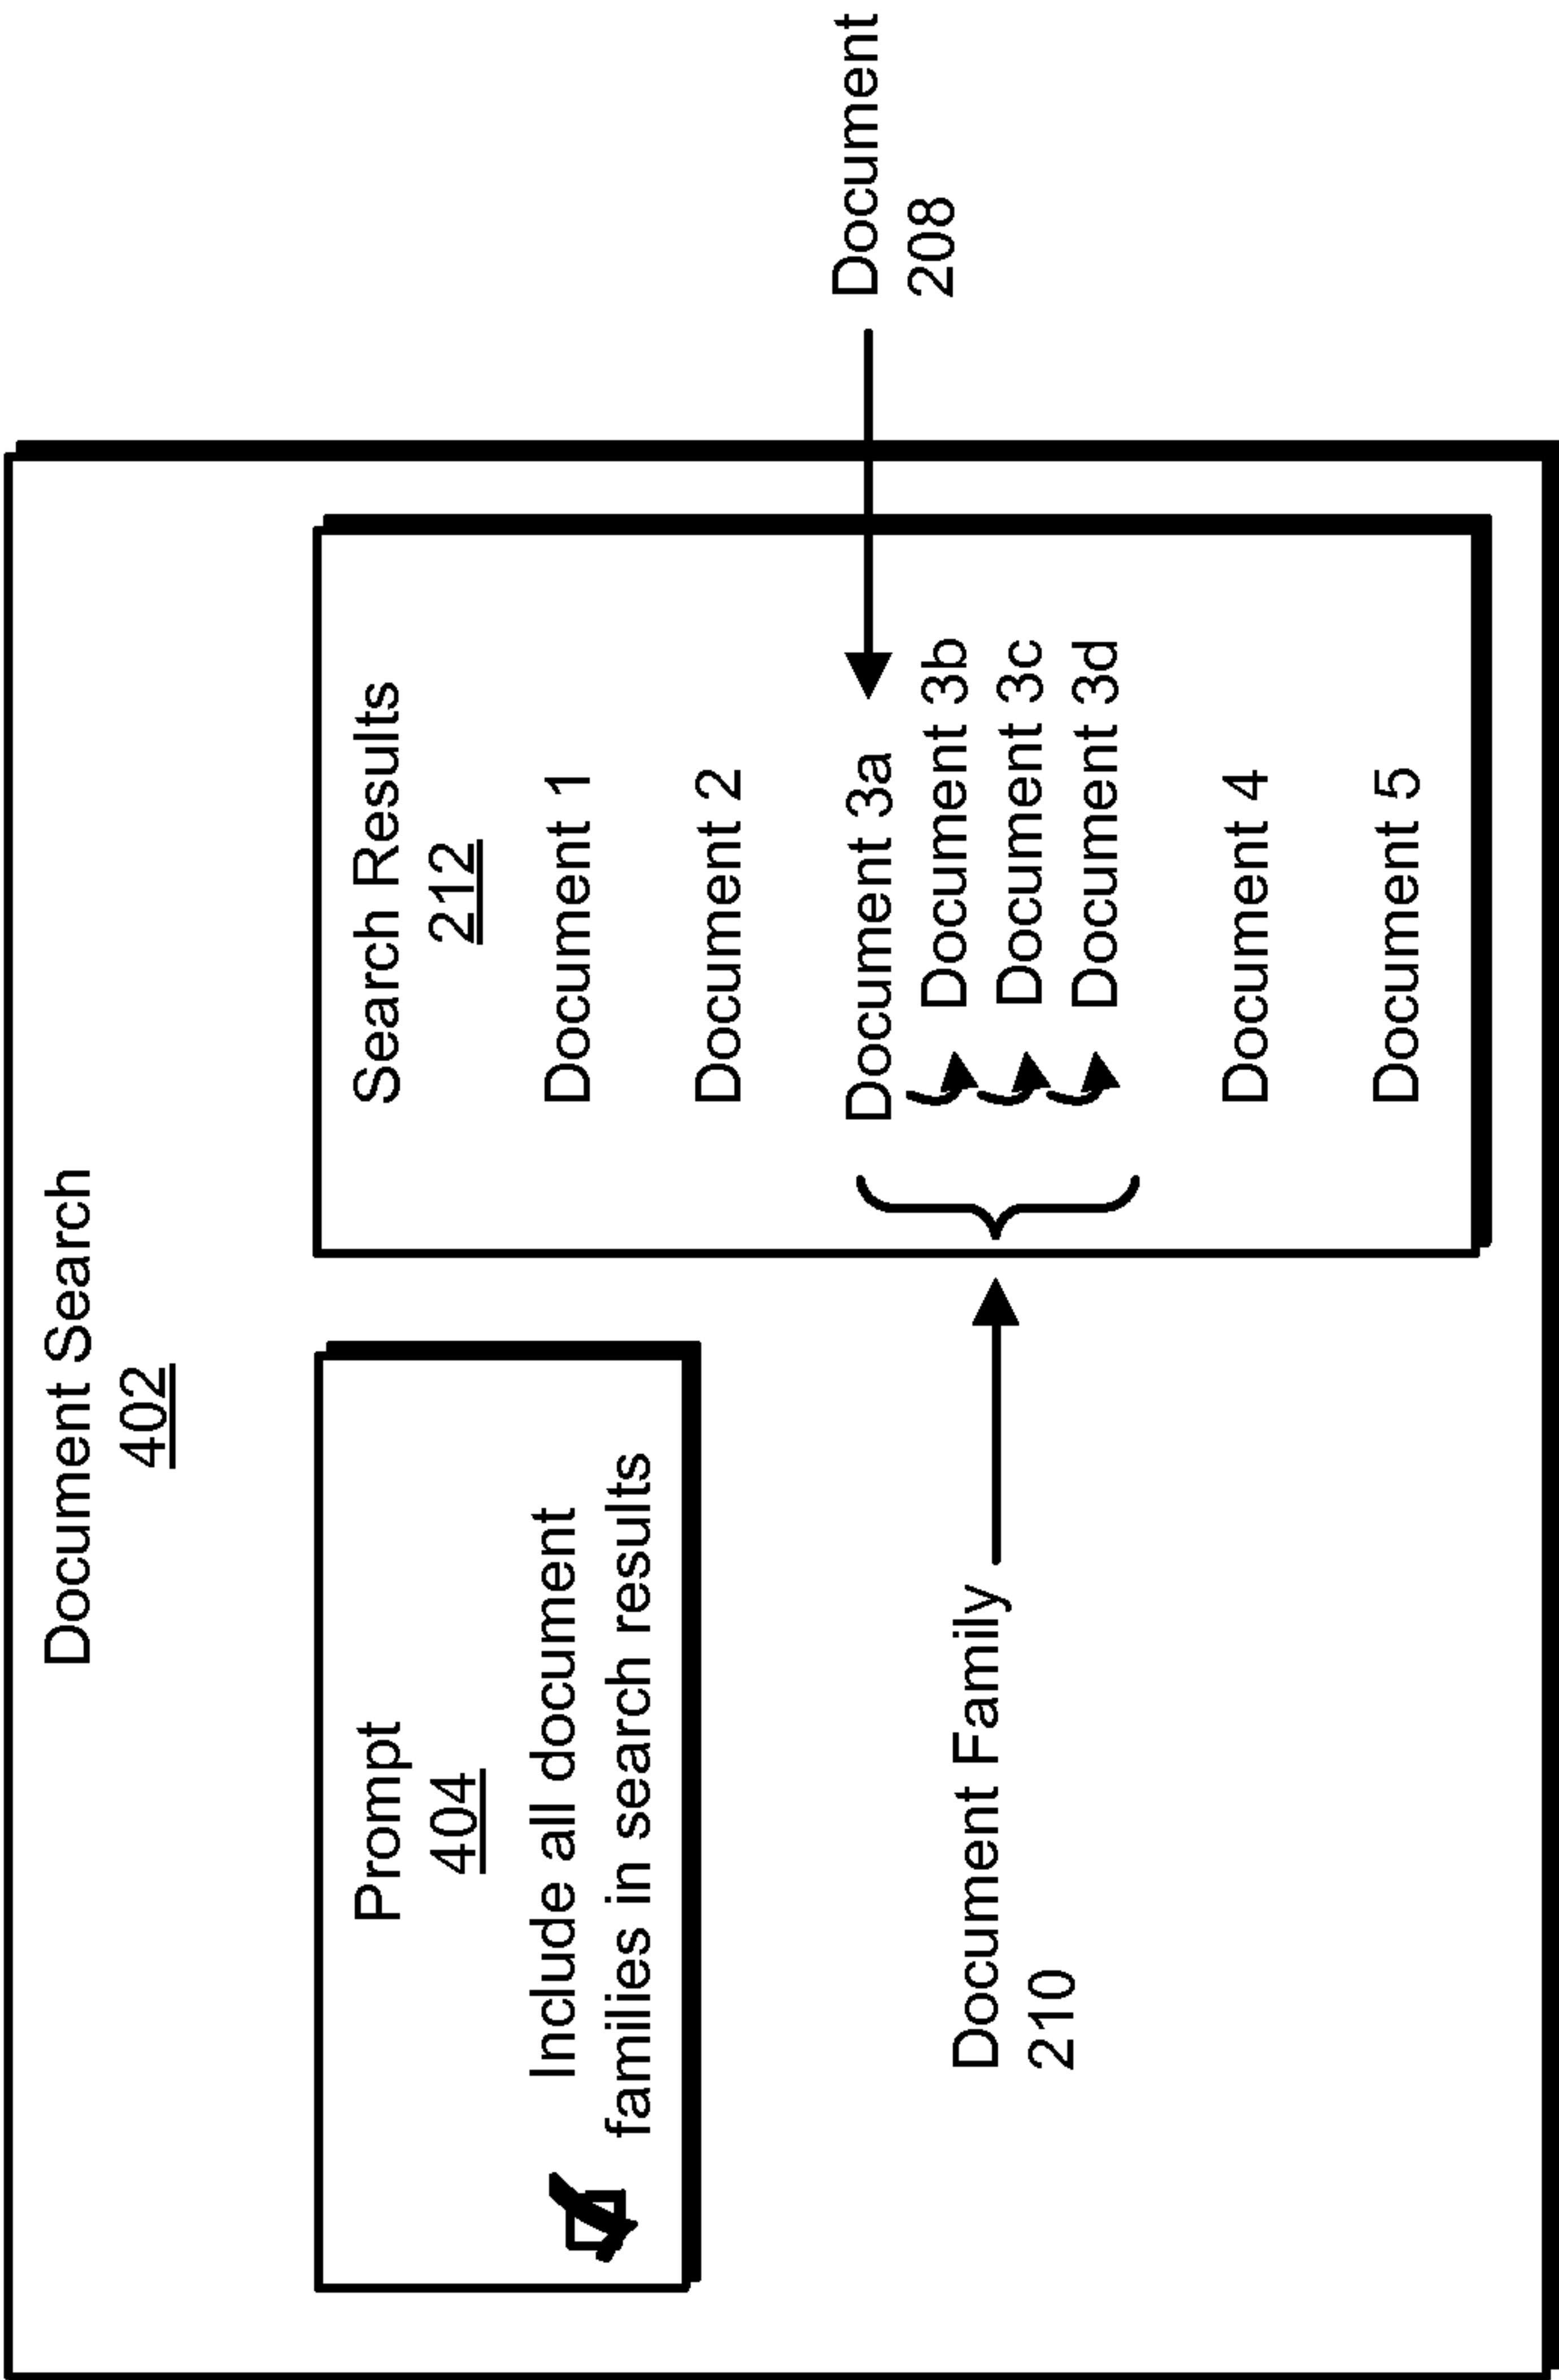 Document Search
402
Prompt
404
Include all document
families in search results
Document Family
210
Search Results
212
Document 1
Document 2
Document 3a
Document 3b
Document 3c
Document 3d
Document 4
Document 5
Document
208